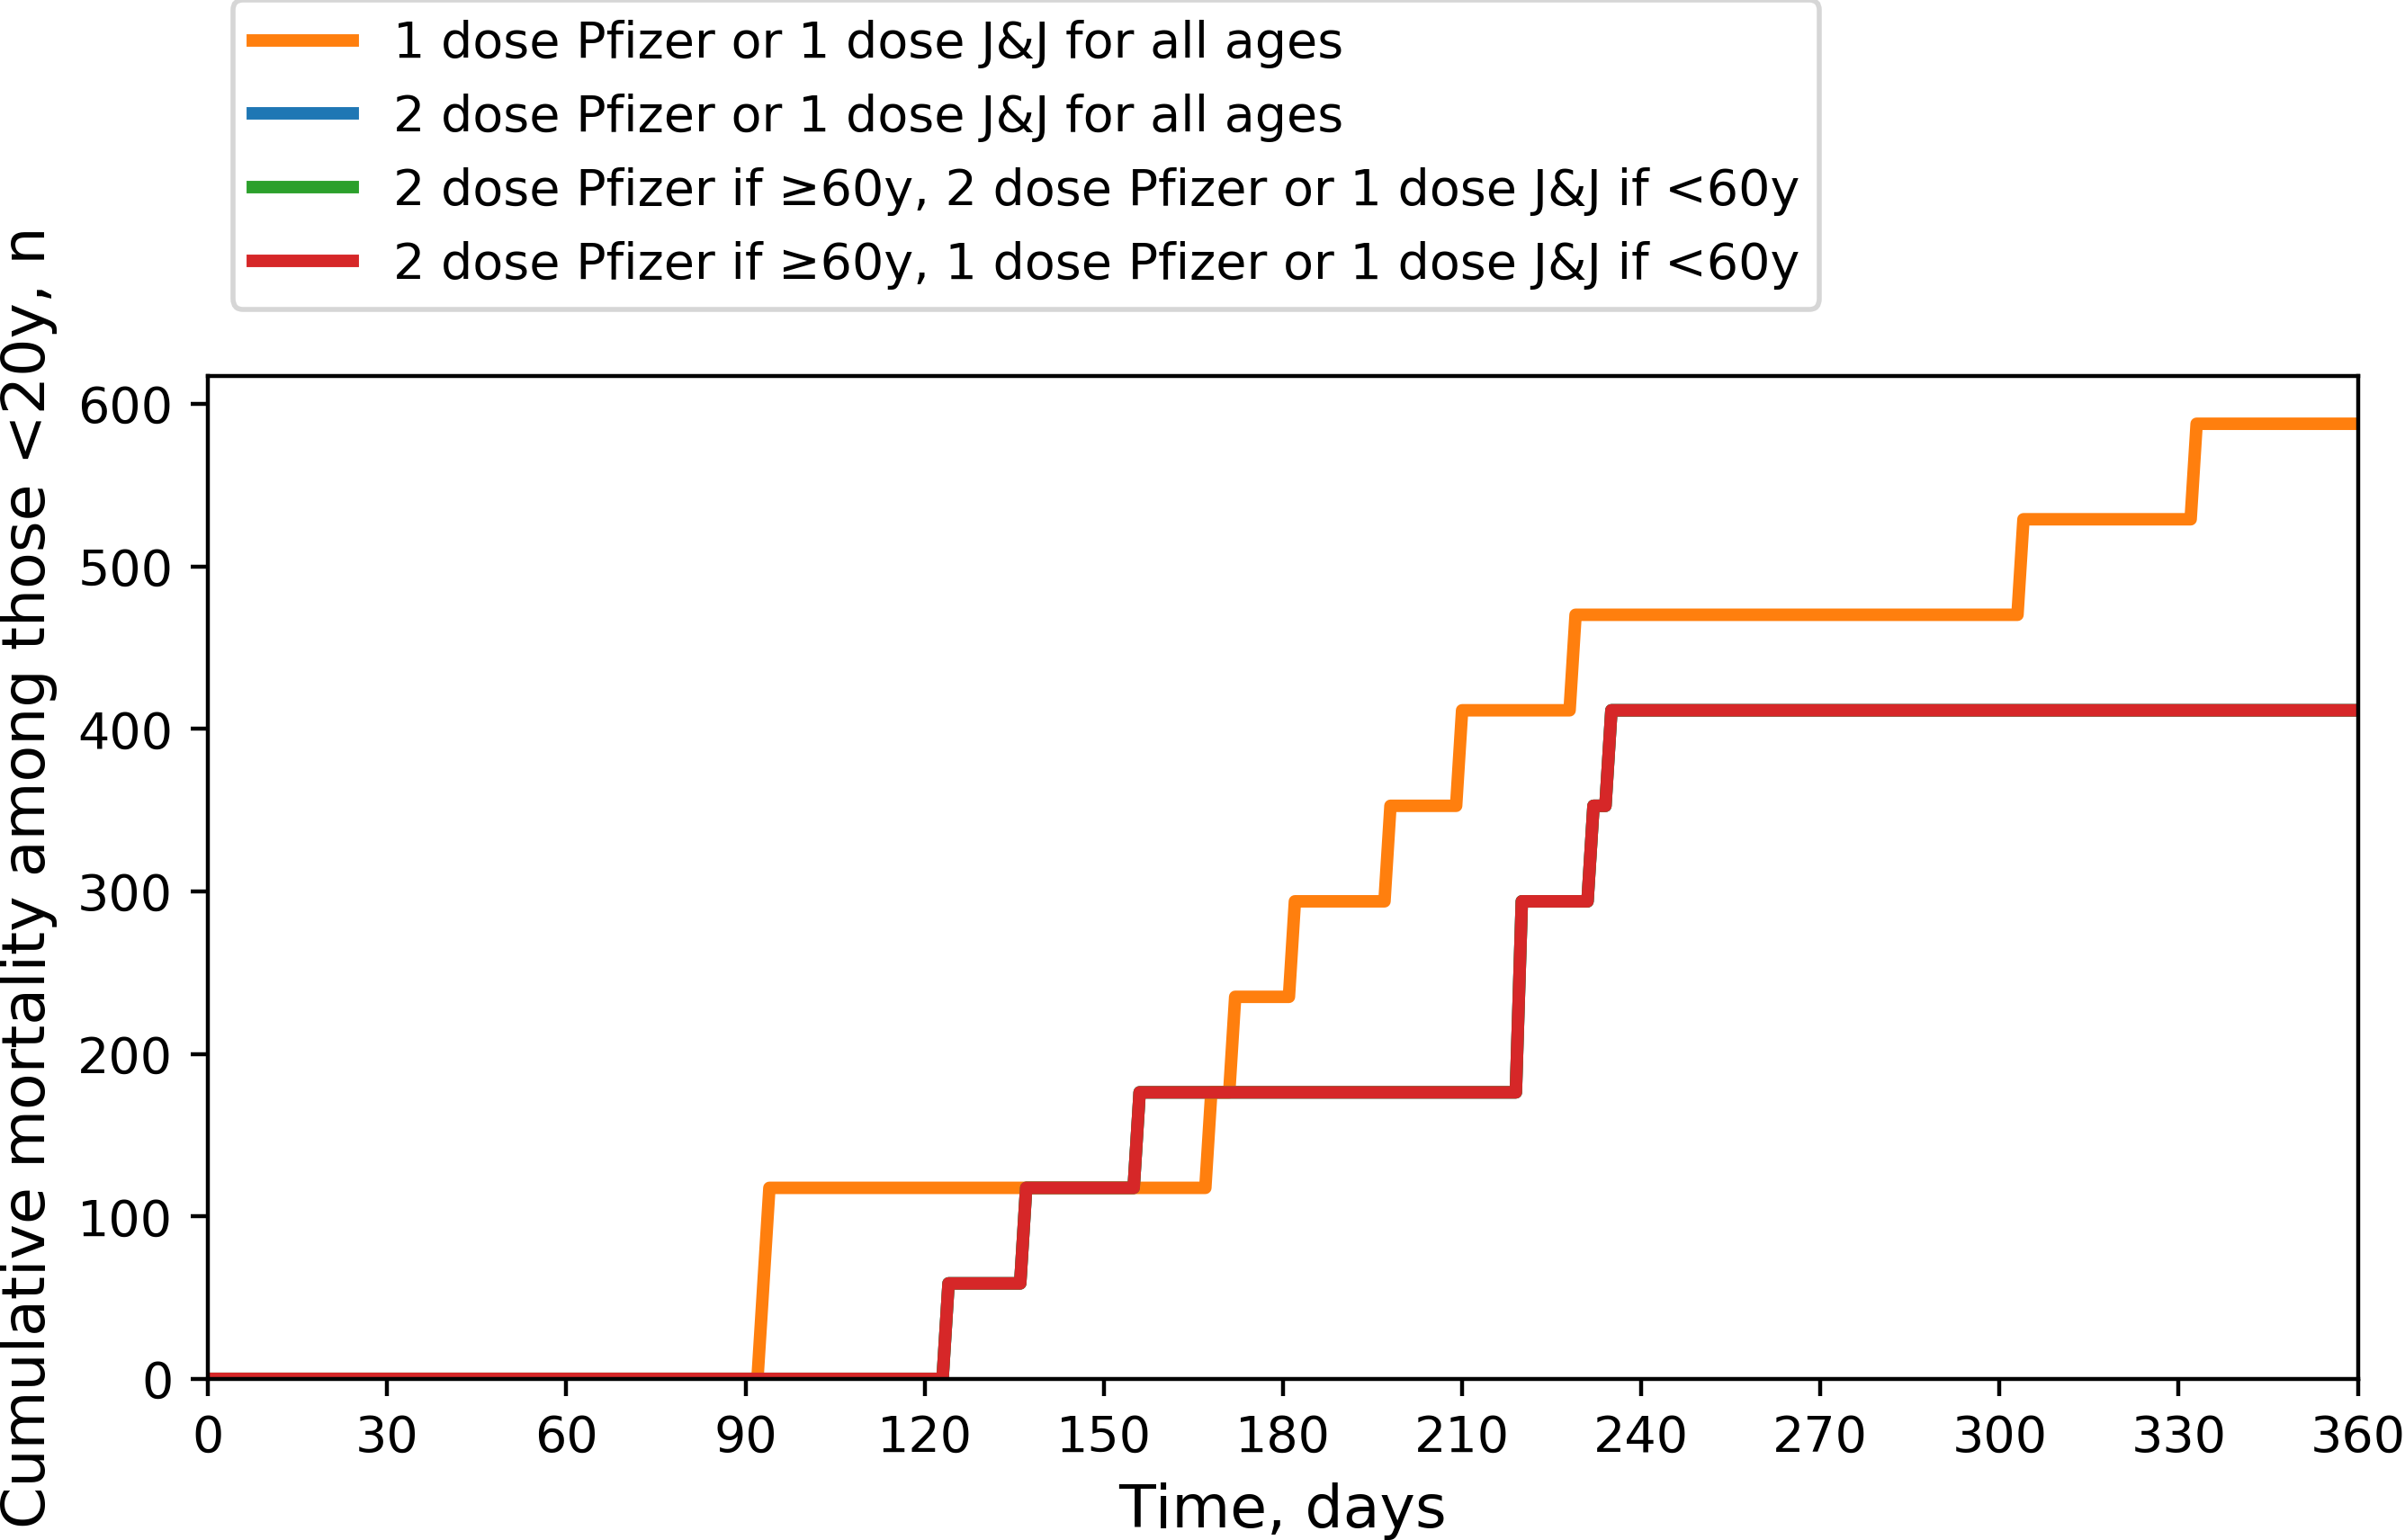 1 dose Pfizer or 1 dose J&J for all ages
2 dose Pfizer or 1 dose J&J for all ages
2 dose Pfizer if ≥60y, 2 dose Pfizer or 1 dose J&J if <60y
2 dose Pfizer if ≥60y, 1 dose Pfizer or 1 dose J&J if <60y
Cumulative mortality among those <20y, n
600
500
400
300
200
100
0
0 30 60 90 120 150 180 210 240 270 300 330 360
Time, days